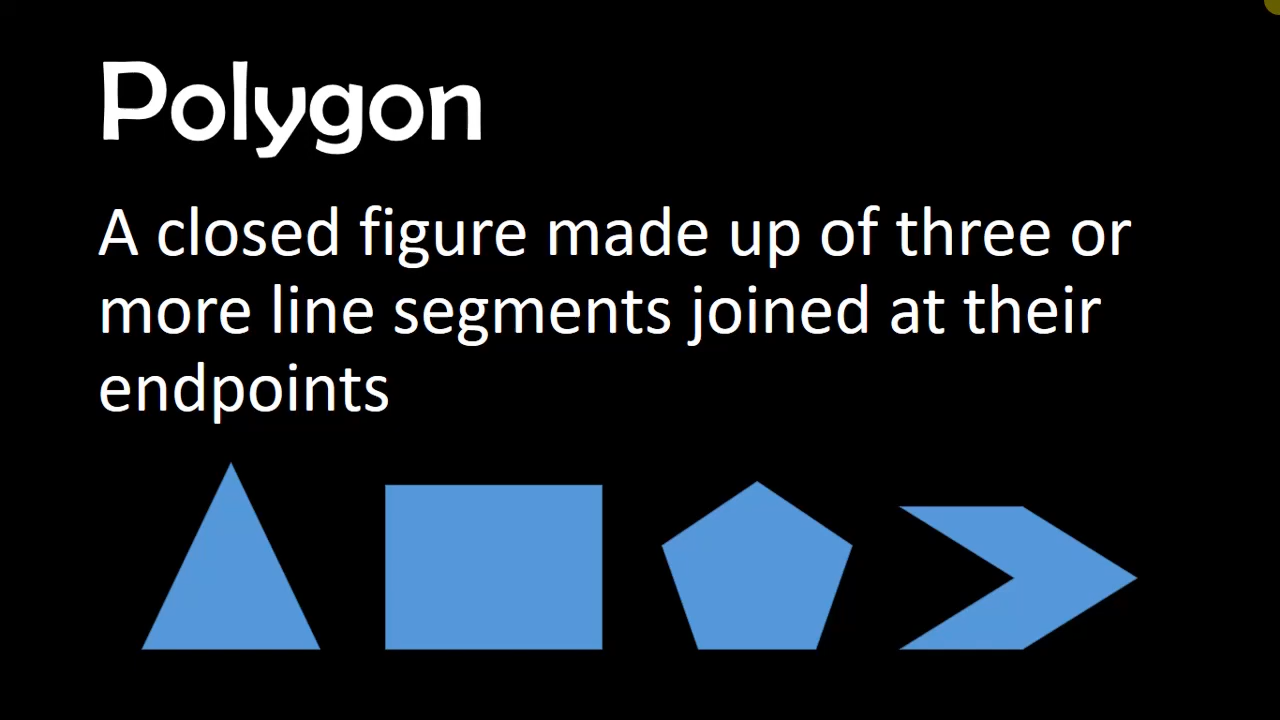 Polygon
A closed figure made up of three or
more line segments joined at their
endpoints